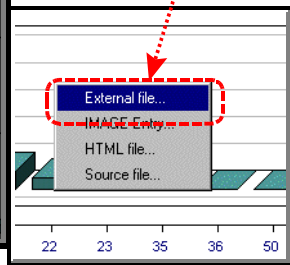 External file...
IMAGE Entry...
HTML file...
Source file...
22 23 35 36 50